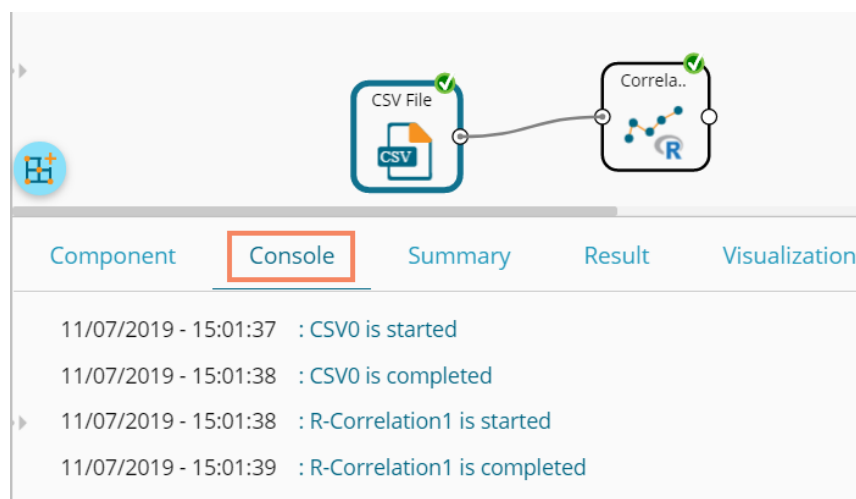 Correla..
CSV File
CSV
R
Component Console Summary Result Visualization
11/07/2019 - 15:01:37 : CSV0 is started
11/07/2019 - 15:01:38 : CSV0 is completed
11/07/2019 - 15:01:38 : R-Correlation1 is started
11/07/2019 - 15:01:39 : R-Correlation1 is completed